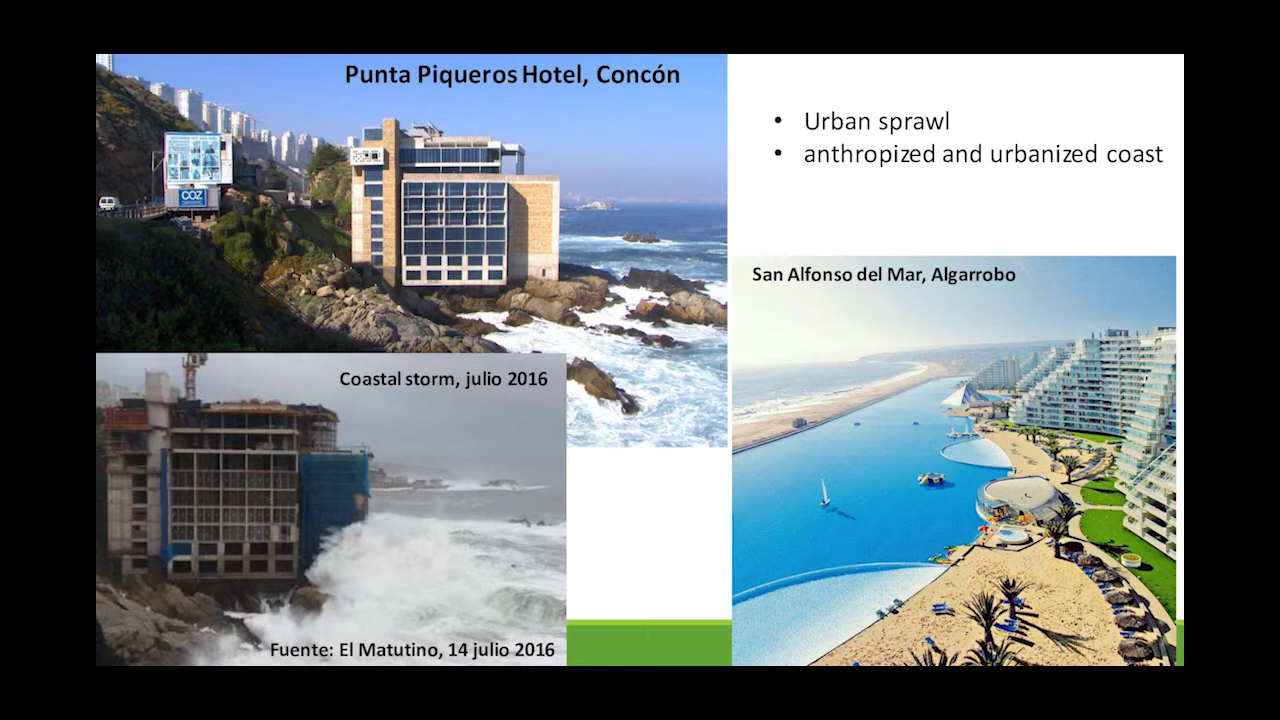 Punta Piqueros Hotel, Concón
COZ
Coastal storm, julio 2016
Fuente: El Matutino, 14 julio 2016
• Urban sprawl
• anthropized and urbanized coast
San Alfonso del Mar, Algarrobo